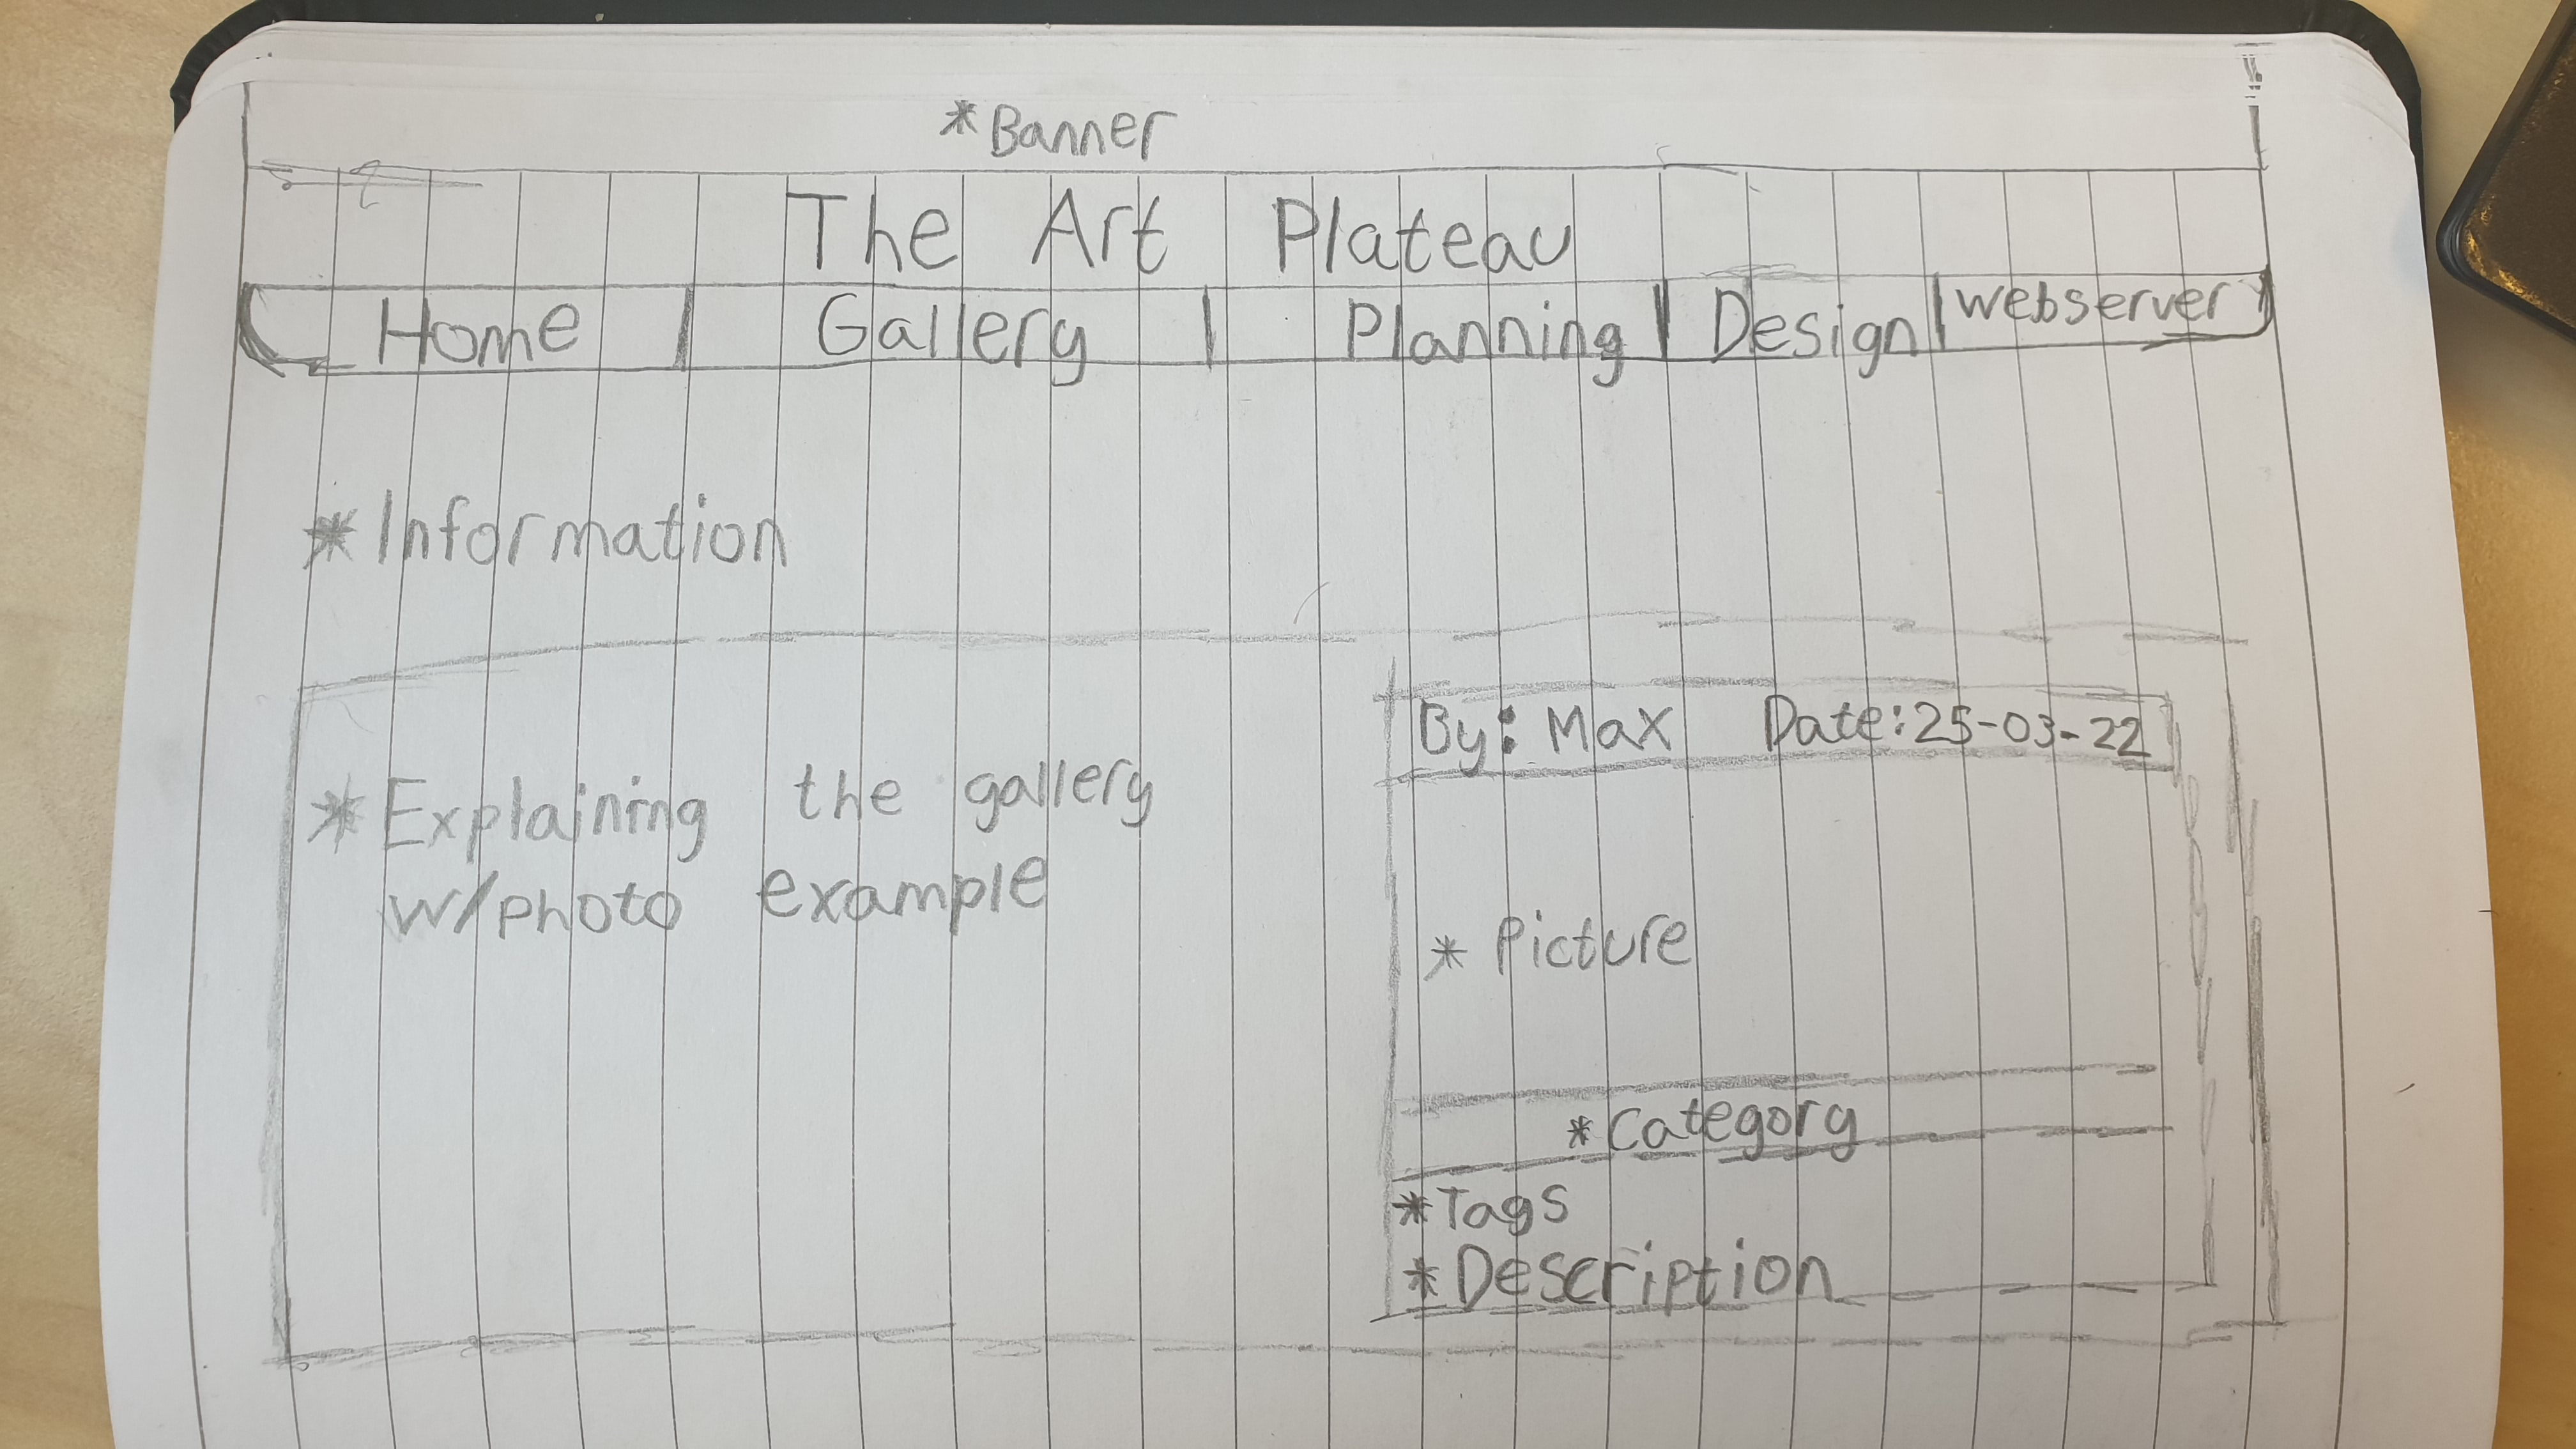 *Banner
The Art Plateau
Home | Gallery | Planning | Design | webserver
*Information
By: Max Date: 25-03-22
*Explaining the gallery
w/photo example
* Picture
*Category
*Tags
*Description